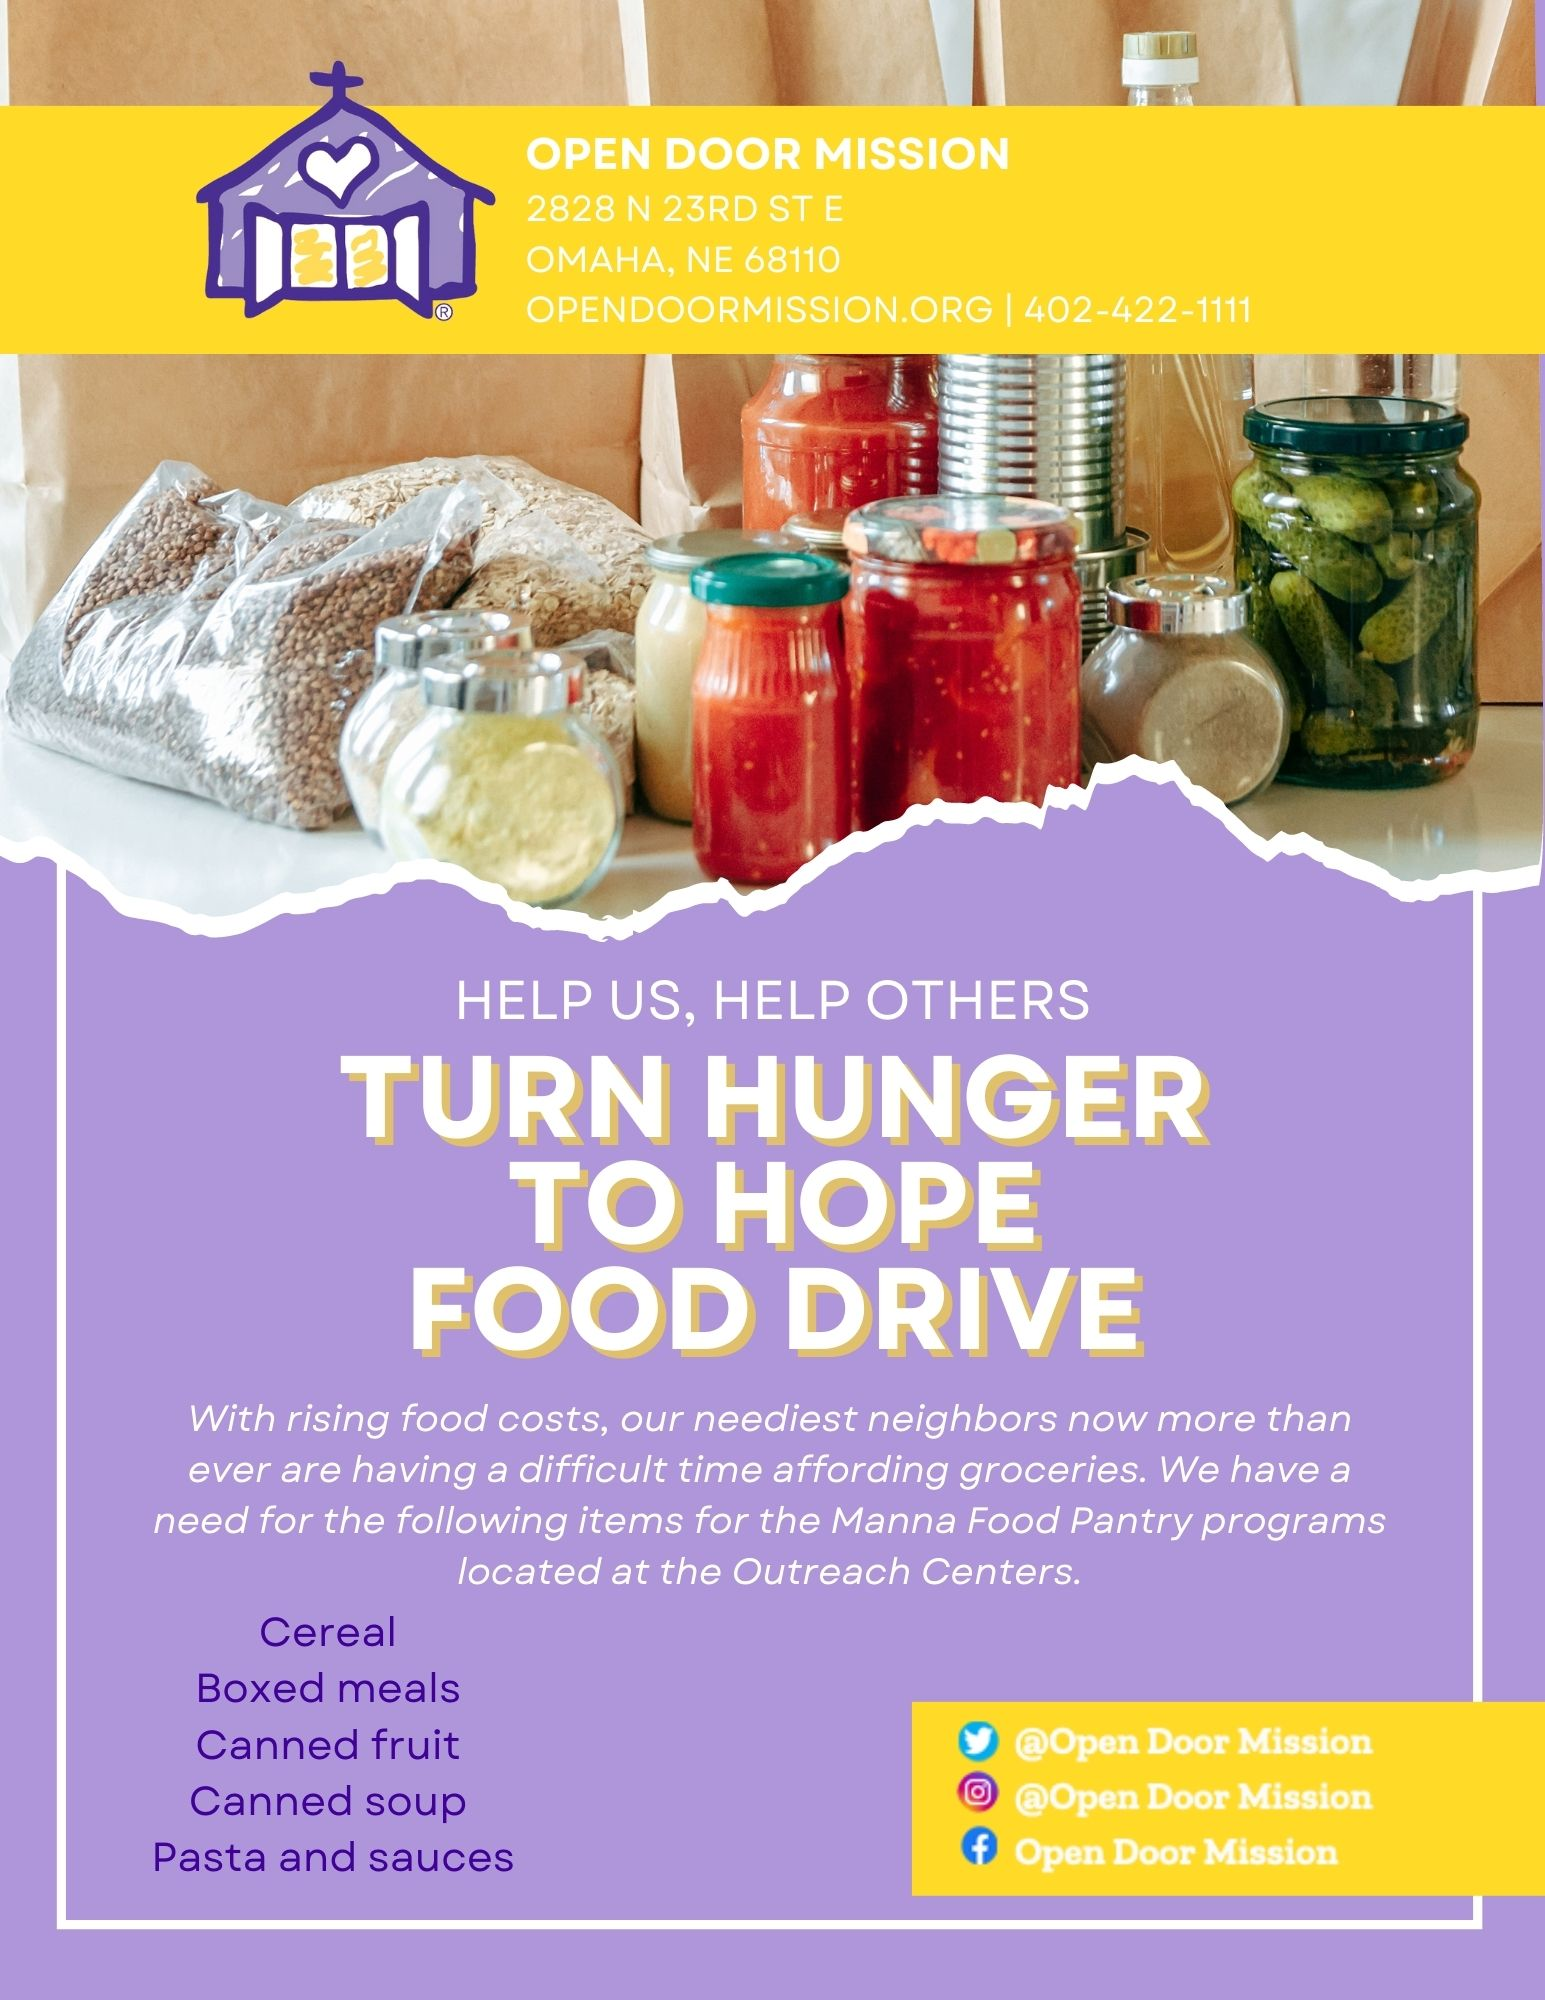 OPEN DOOR MISSION
2828 N 23RD ST E
OMAHA, NE 68110
OPENDOORMISSION.ORG | 402-422-1111
®
HELP US, HELP OTHERS
TURN HUNGER
TO HOPE
FOOD DRIVE
With rising food costs, our neediest neighbors now more than
ever are having a difficult time affording groceries. We have a
need for the following items for the Manna Food Pantry programs
located at the Outreach Centers.
Cereal
Boxed meals
Canned fruit
Canned soup
Pasta and sauces
@Open Door Mission
@Open Door Mission
Open Door Mission